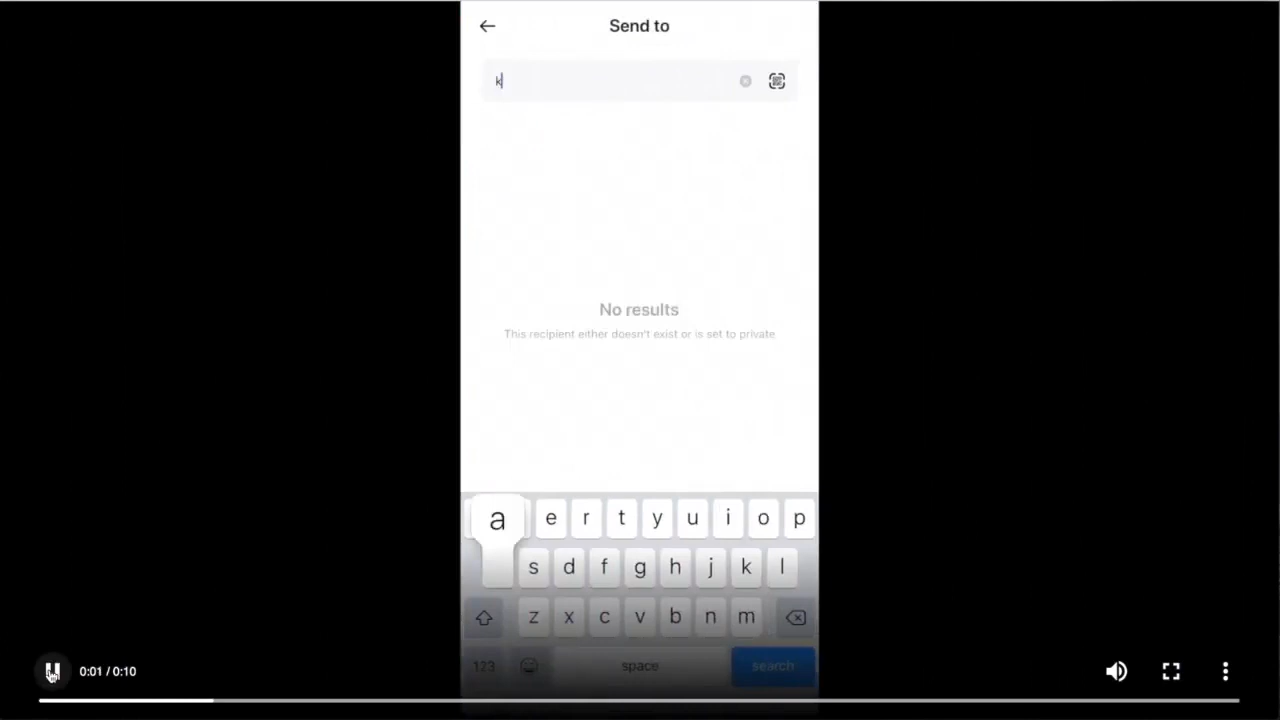 Send to
k
No results
This recipient either doesn't exist or is set to private
a e r t y u i o p
s d f g h j k l
z x c v b n m
123 space search
0:01 / 0:10